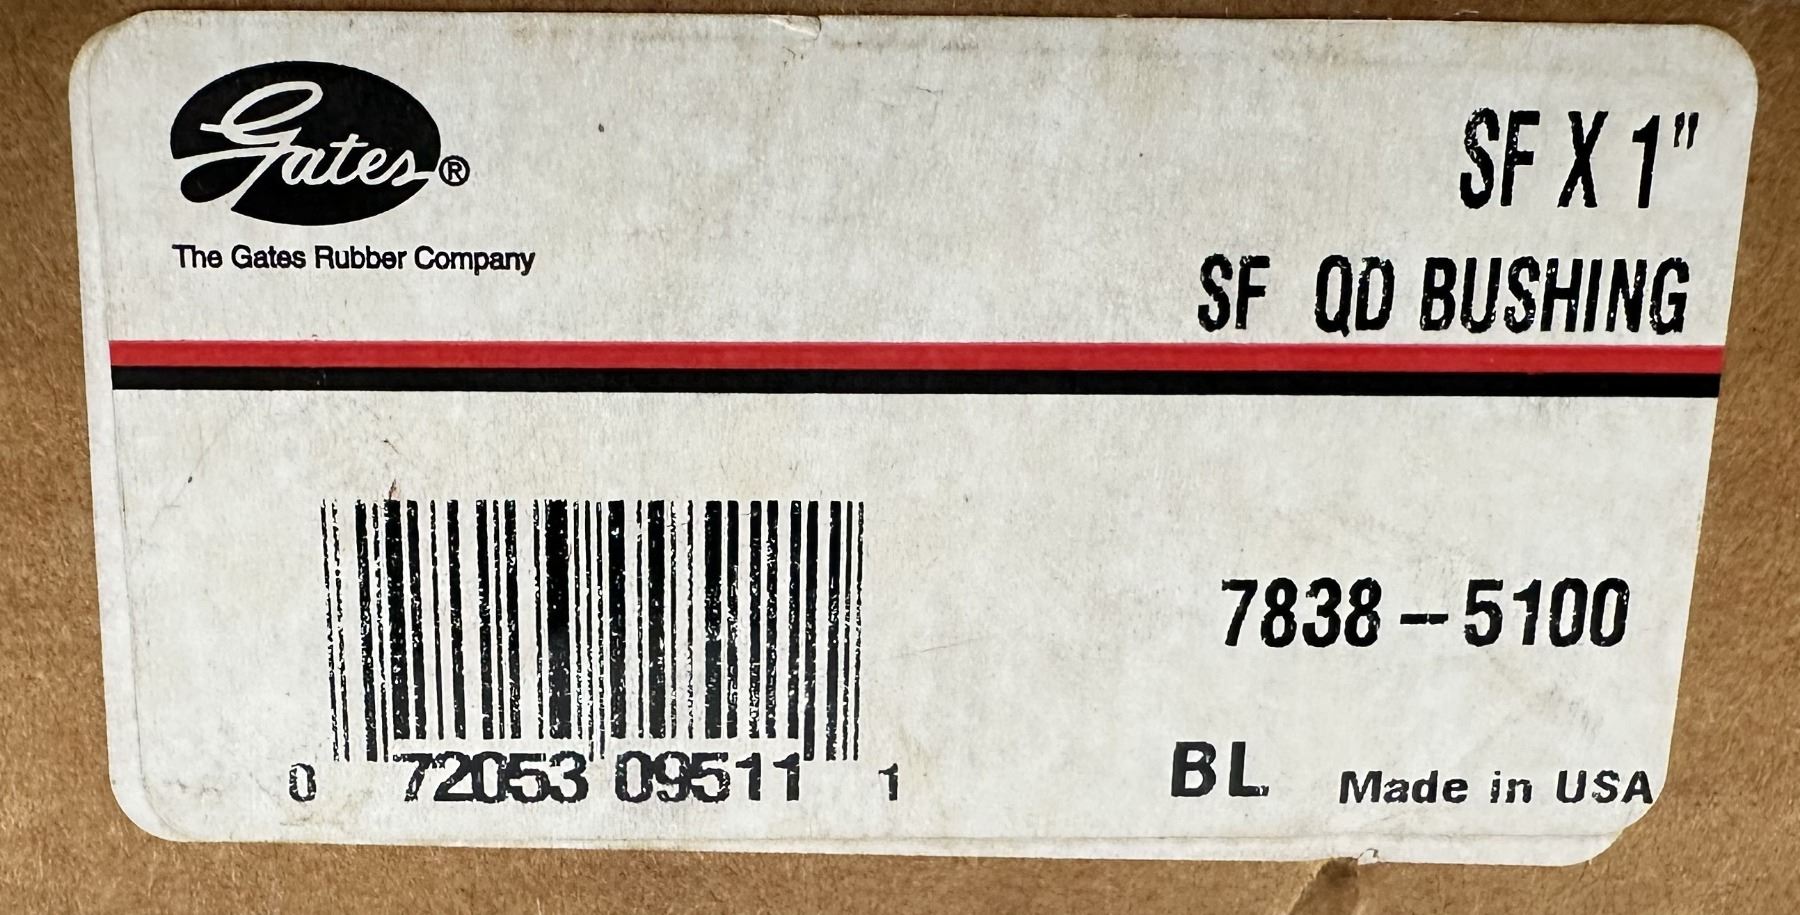 Gates®
The Gates Rubber Company
SF X 1"
SF QD BUSHING
7838-5100
0 72053 09511 1
BL Made in USA